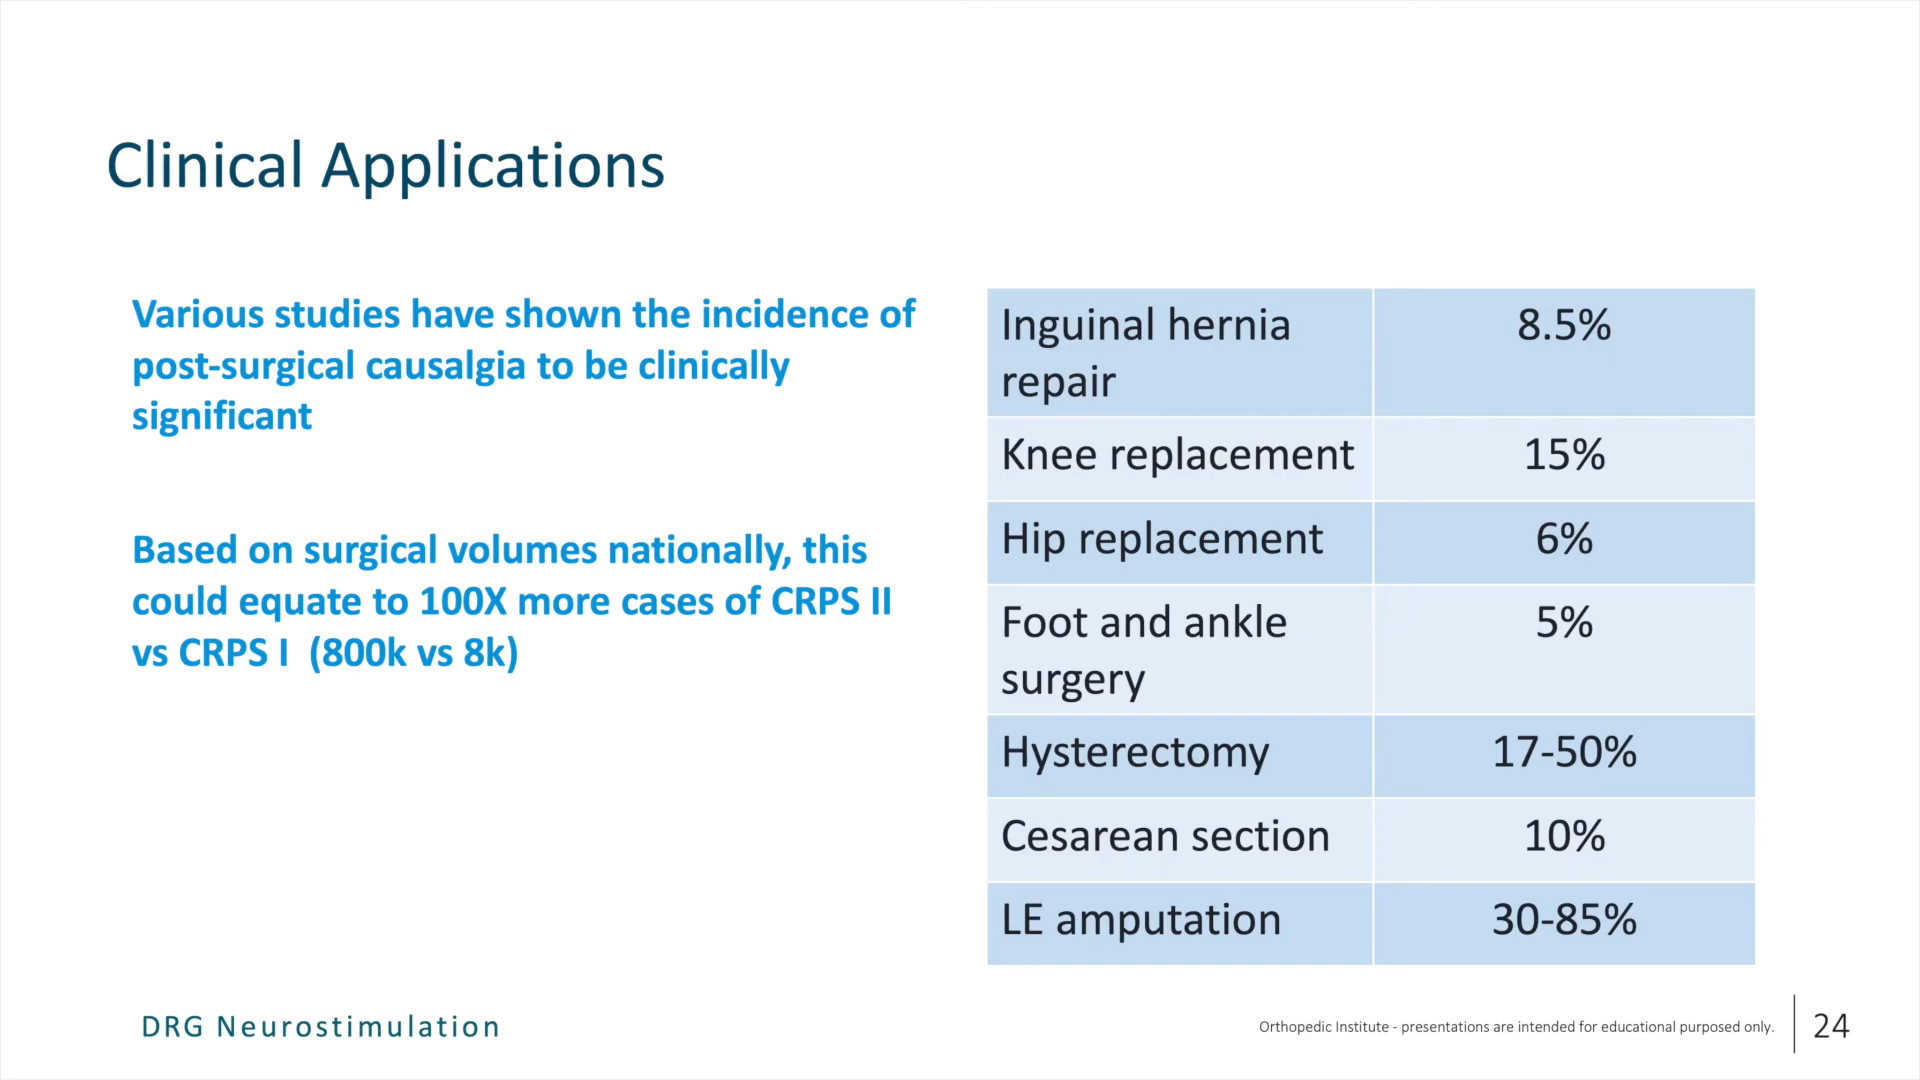 Clinical Applications
Various studies have shown the incidence of
post-surgical causalgia to be clinically
significant
Based on surgical volumes nationally, this
could equate to 100X more cases of CRPS II
vs CRPS I (800k vs 8k)
Inguinal hernia
repair
8.5%
Knee replacement
15%
Hip replacement
6%
Foot and ankle
surgery
5%
Hysterectomy
17-50%
Cesarean section
10%
LE amputation
30-85%
DRG Neurostimulation
Orthopedic Institute - presentations are intended for educational purposed only.
24